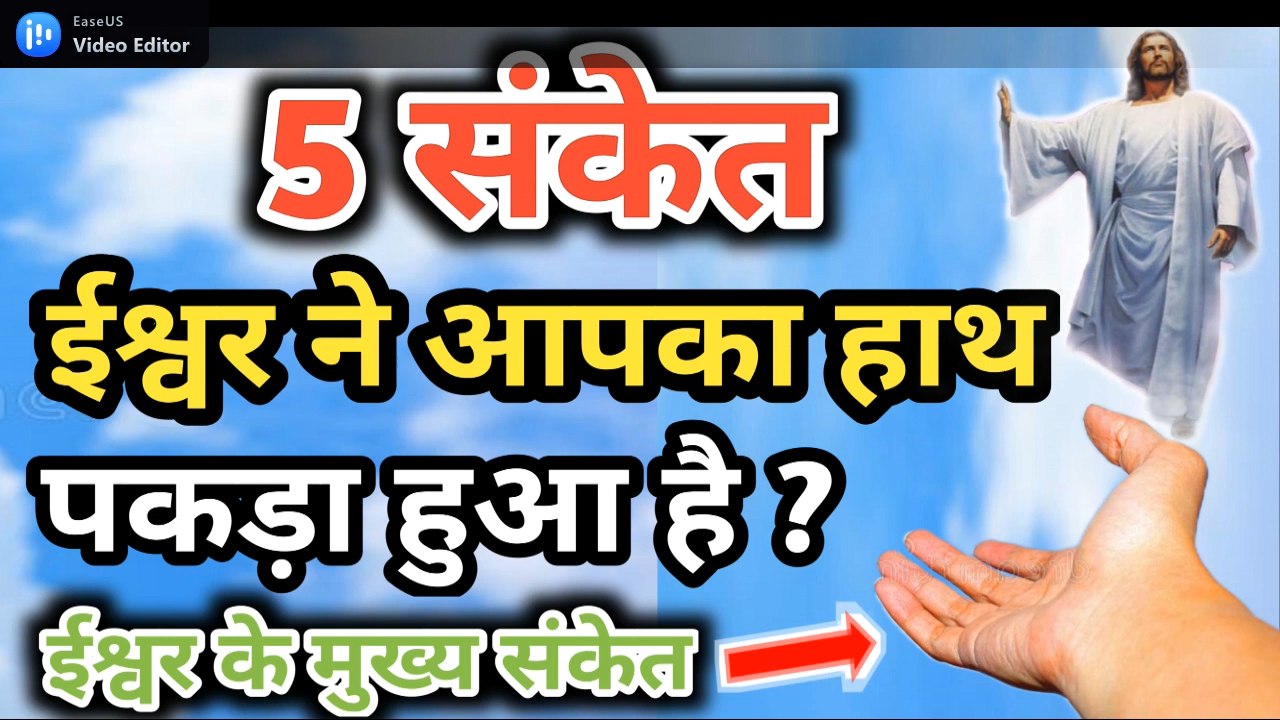 EaseUS
Video Editor
5 संकेत
ईश्वर ने आपका हाथ
पकड़ा हुआ है ?
ईश्वर के मुख्य संकेत